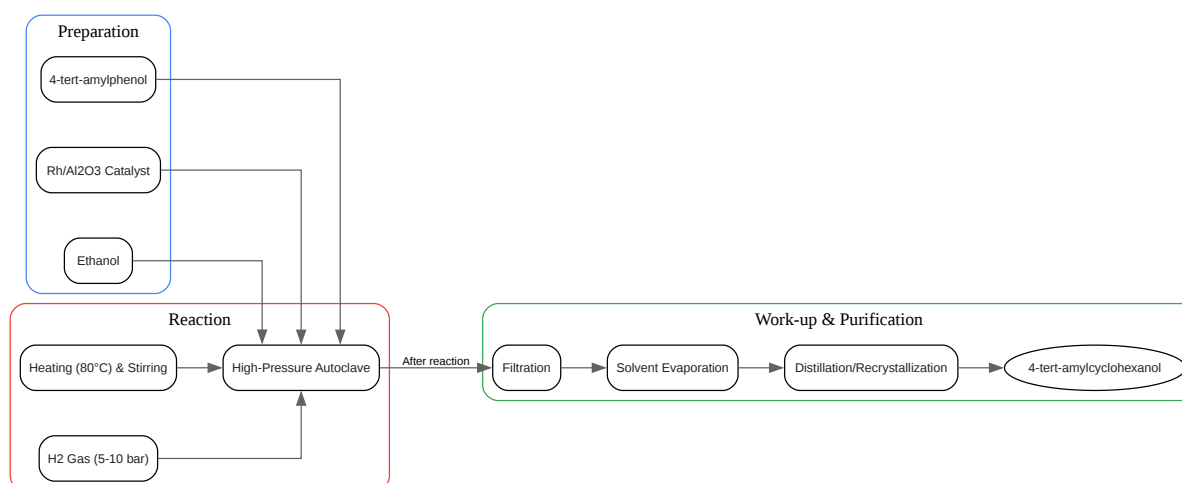 Preparation
4-tert-amylphenol
Rh/Al2O3 Catalyst
Ethanol
Reaction
Heating (80°C) & Stirring
High-Pressure Autoclave
H2 Gas (5-10 bar)
After reaction
Work-up & Purification
Filtration
Solvent Evaporation
Distillation/Recrystallization
4-tert-amylcyclohexanol